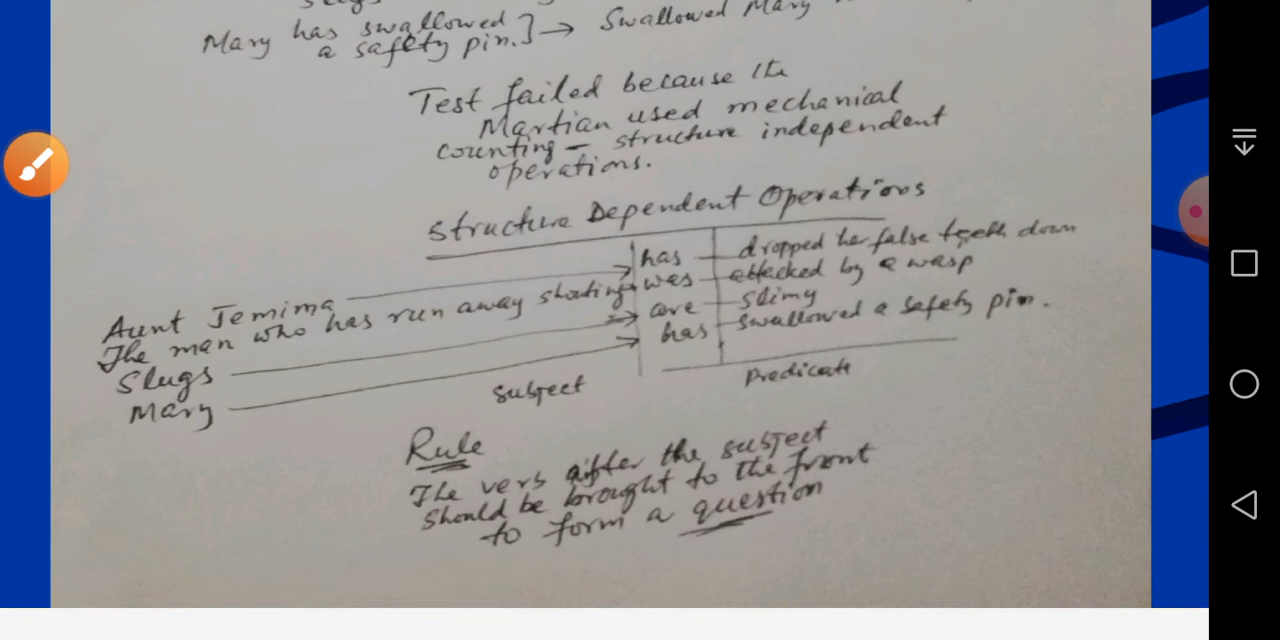 Mary has swallowed
a safety pin.] → Swallowed Mary
Test failed because the
Martian used mechanical
counting – structure independent
operations.
Structure Dependent Operations
Aunt Jemima → has – dropped her false teeth down
The man who has run away shouting → was – attacked by a wasp
Slugs → are – slimy
Mary → has – swallowed a safety pin.
Subject Predicate
Rule
The verb after the subject
should be brought to the front
to form a question